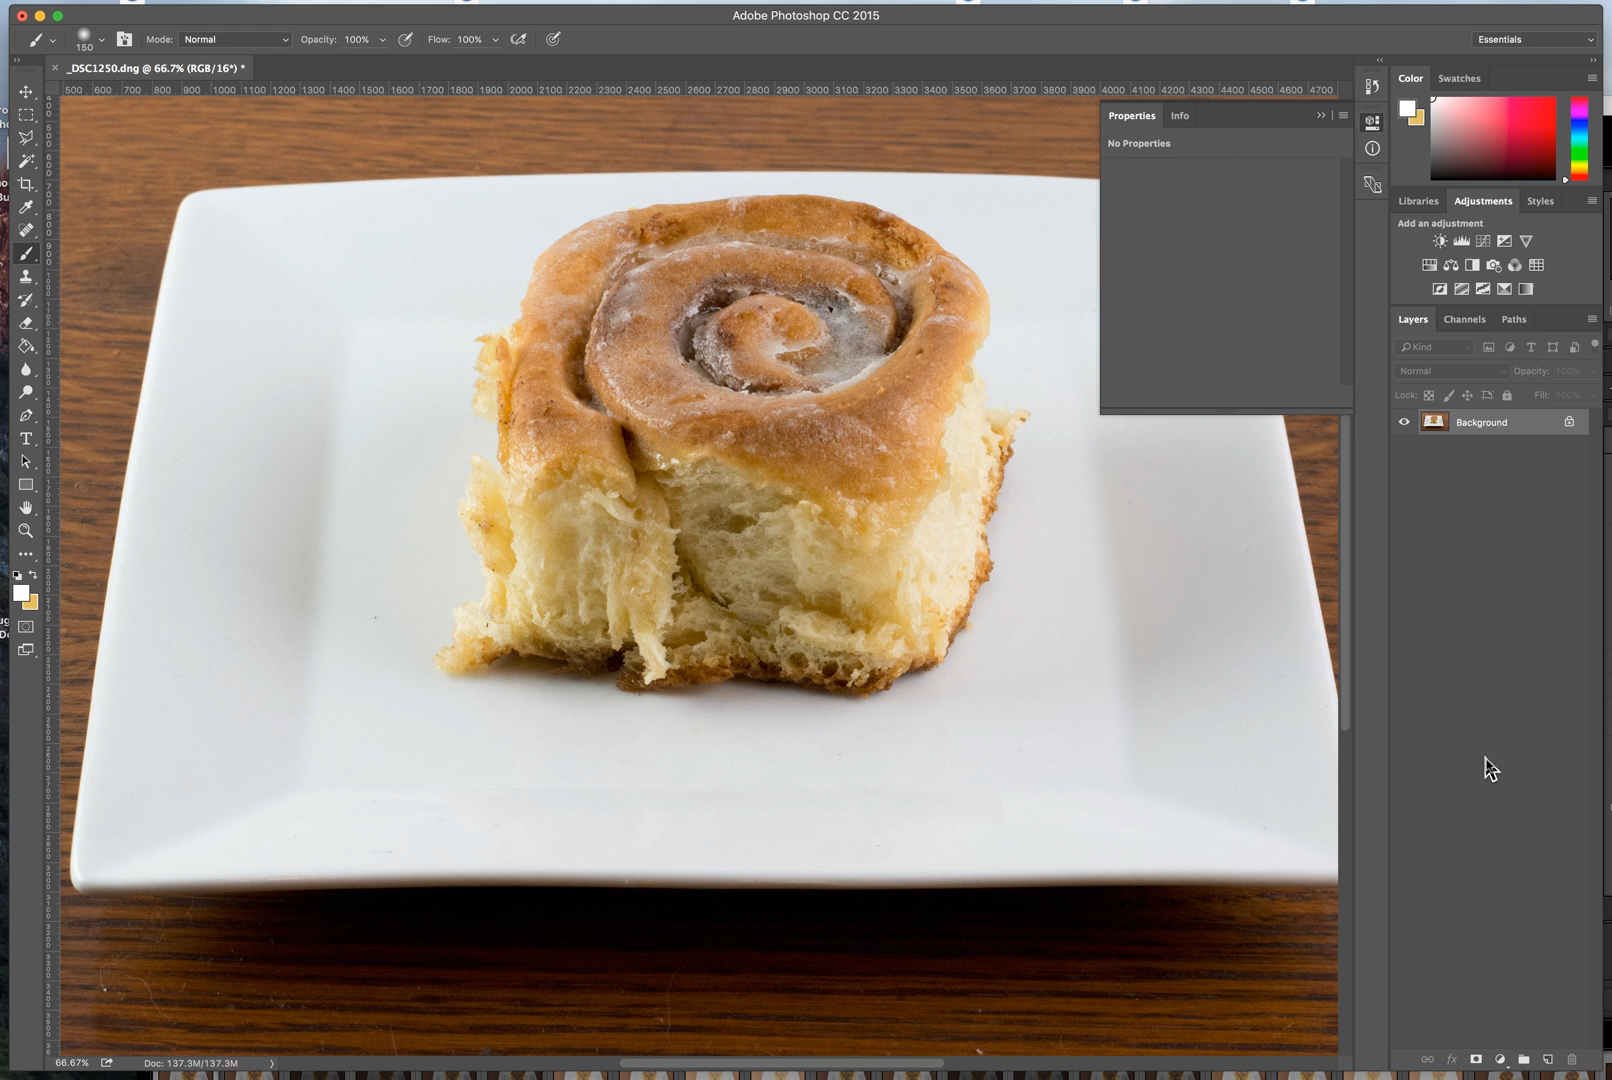 Adobe Photoshop CC 2015
150
Mode: Normal
Opacity: 100%
Flow: 100%
Essentials
_DSC1250.dng @ 66.7% (RGB/16*) *
500 600 700 800 900 1000 1100 1200 1300 1400 1500 1600 1700 1800 1900 2000 2100 2200 2300 2400 2500 2600 2700 2800 2900 3000 3100 3200 3300 3400 3500 3600 3700 3800 3900 4000 4100 4200 4300 4400 4500 4600 4700
Properties Info
No Properties
Color Swatches
Libraries Adjustments Styles
Add an adjustment
Layers Channels Paths
Kind
Normal Opacity: 100%
Lock: Fill: 100%
Background
fx
66.67% Doc: 137.3M/137.3M